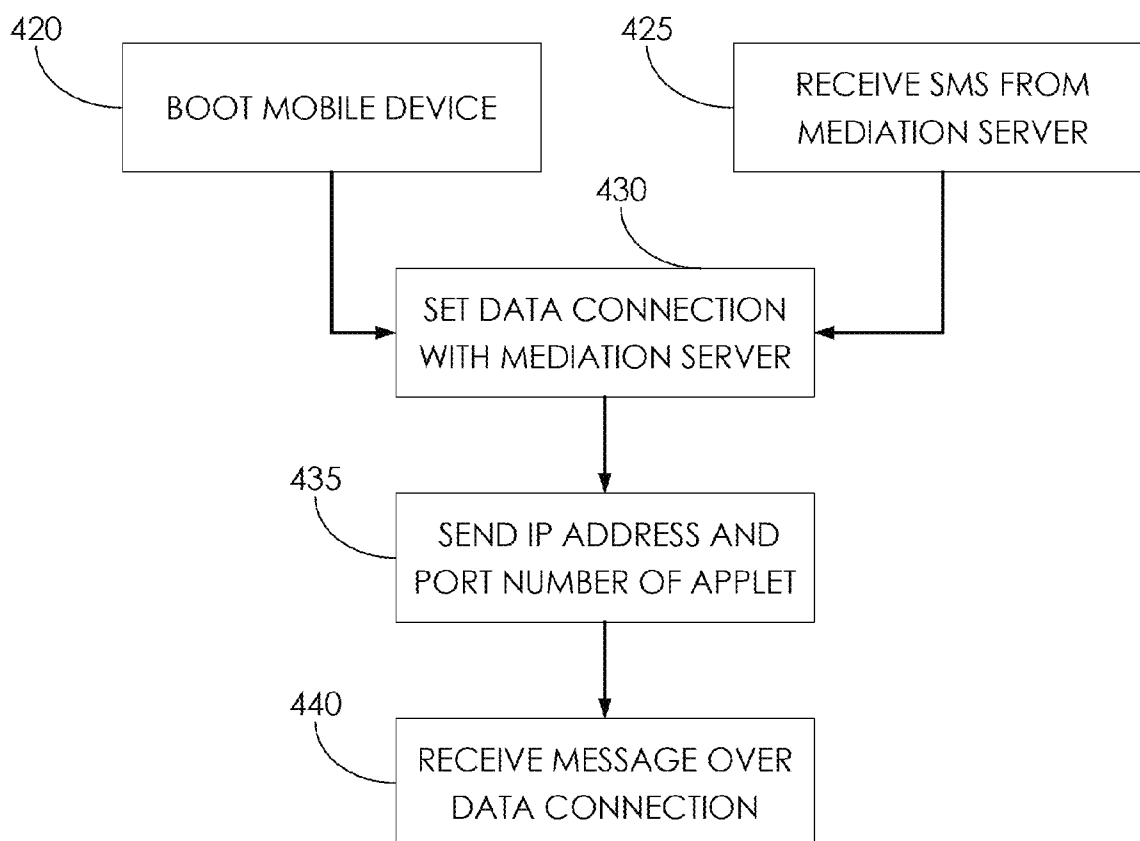 420
BOOT MOBILE DEVICE
425
RECEIVE SMS FROM
MEDIATION SERVER
430
SET DATA CONNECTION
WITH MEDIATION SERVER
435
SEND IP ADDRESS AND
PORT NUMBER OF APPLET
440
RECEIVE MESSAGE OVER
DATA CONNECTION